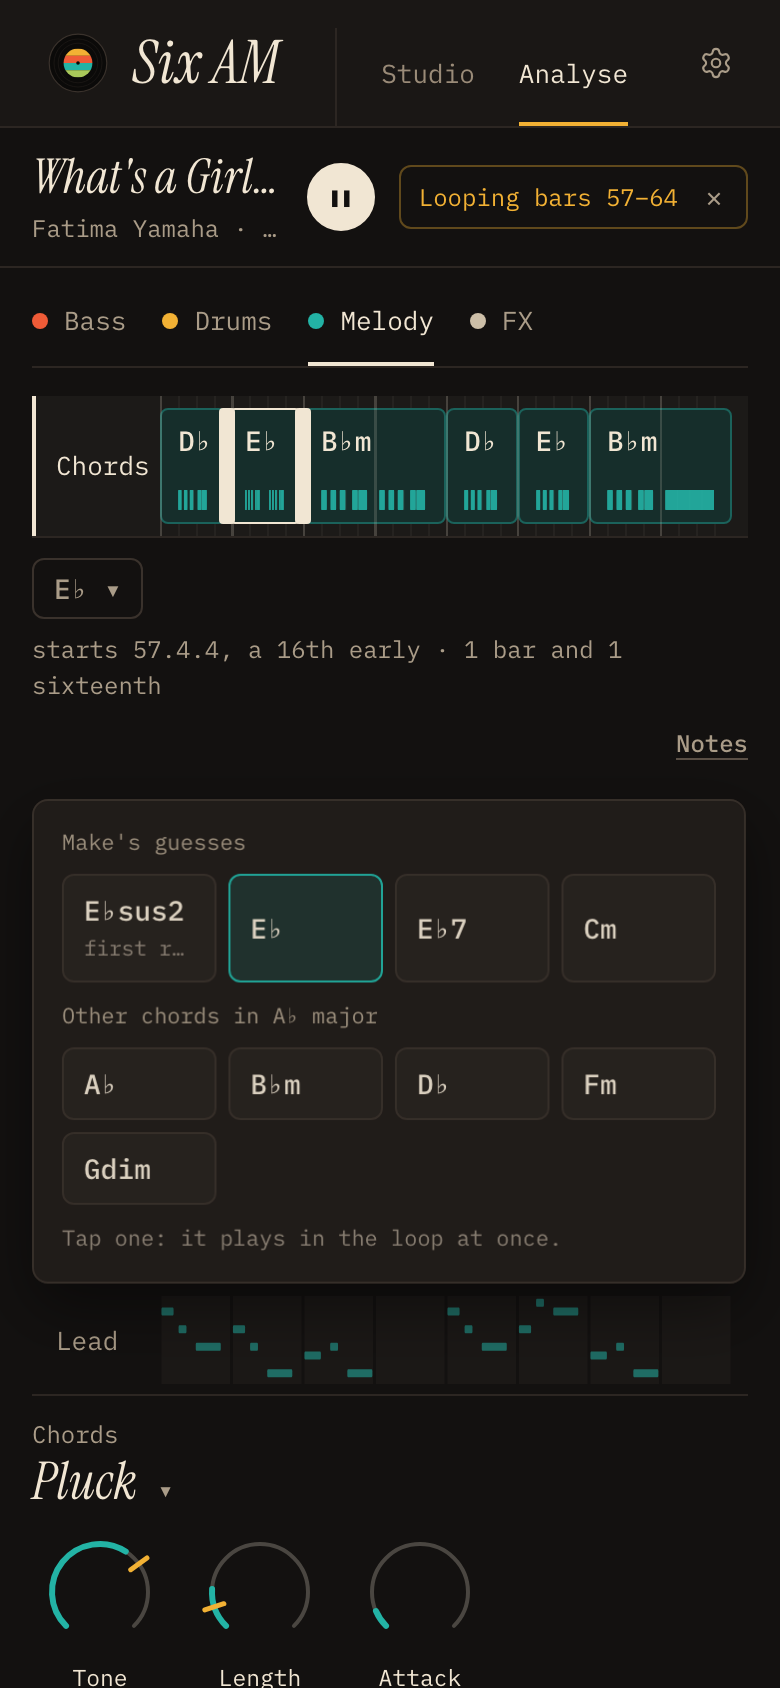 Six AM
Studio
Analyse
What's a Girl…
Fatima Yamaha · …
Looping bars 57–64 ×
Bass
Drums
Melody
FX
Chords
D♭
E♭
B♭m
D♭
E♭
B♭m
E♭ ▾
starts 57.4.4, a 16th early · 1 bar and 1
sixteenth
Notes
Make's guesses
E♭sus2
first r…
E♭
E♭7
Cm
Other chords in A♭ major
A♭
B♭m
D♭
Fm
Gdim
Tap one: it plays in the loop at once.
Lead
Chords
Pluck ▾
Tone
Length
Attack